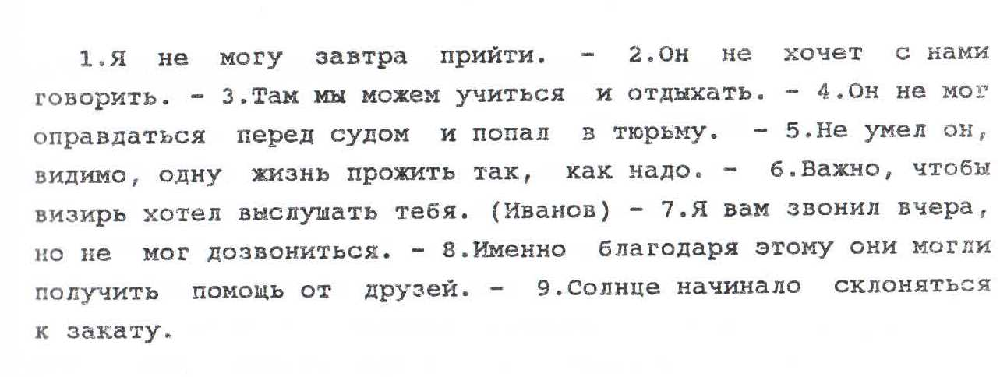 1.Я не могу завтра прийти. - 2.Он не хочет с нами
говорить. - 3.Там мы можем учиться и отдыхать. - 4.Он не мог
оправдаться перед судом и попал в тюрьму. - 5.Не умел он,
видимо, одну жизнь прожить так, как надо. - 6.Важно, чтобы
визирь хотел выслушать тебя. (Иванов) - 7.Я вам звонил вчера,
но не мог дозвониться. - 8.Именно благодаря этому они могли
получить помощь от друзей. - 9.Солнце начинало склоняться
к закату.